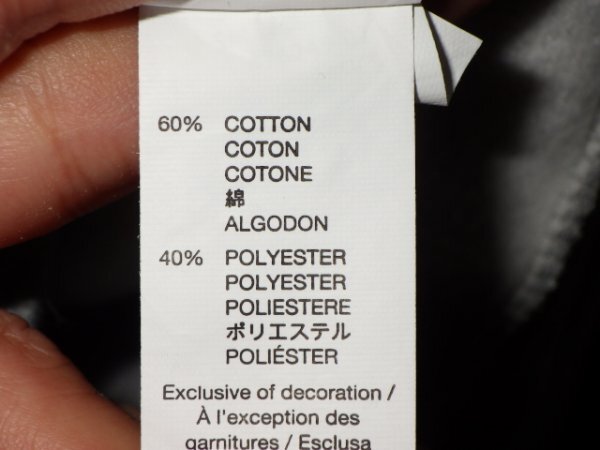 60% COTTON
COTON
COTONE
綿
ALGODON
40% POLYESTER
POLYESTER
POLIESTERE
ポリエステル
POLIÉSTER
Exclusive of decoration /
À l'exception des
garnitures / Esclusa